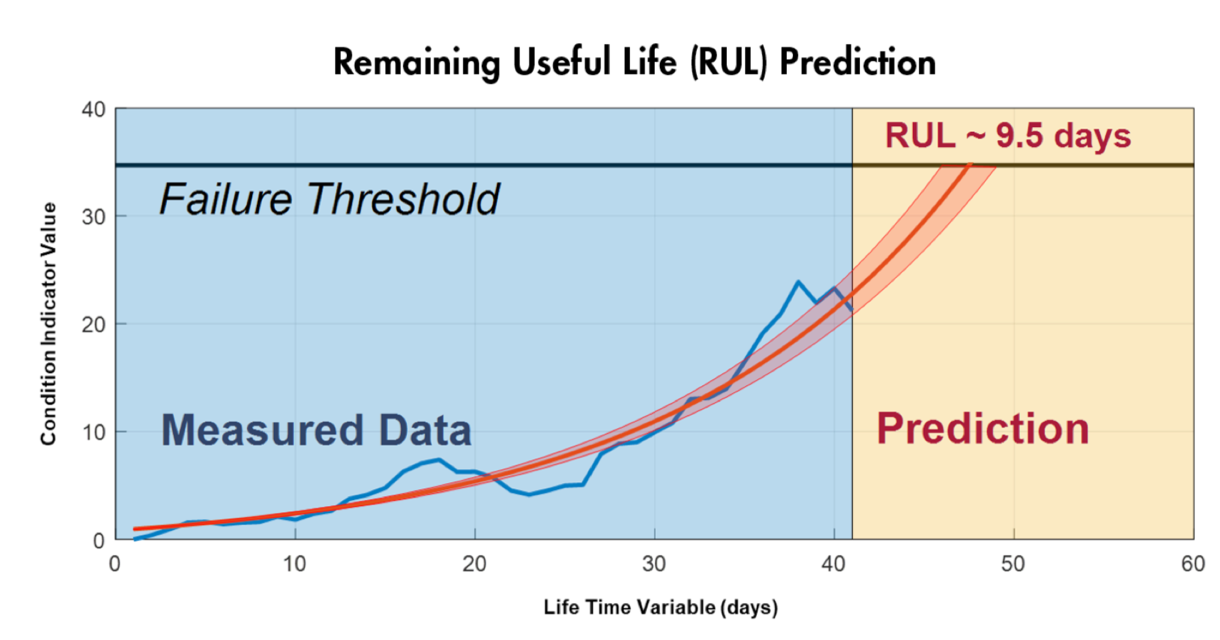 Remaining Useful Life (RUL) Prediction
40
RUL ~ 9.5 days
Failure Threshold
30
Condition Indicator Value
20
Measured Data
Prediction
10
0
0 10 20 30 40 50 60
Life Time Variable (days)